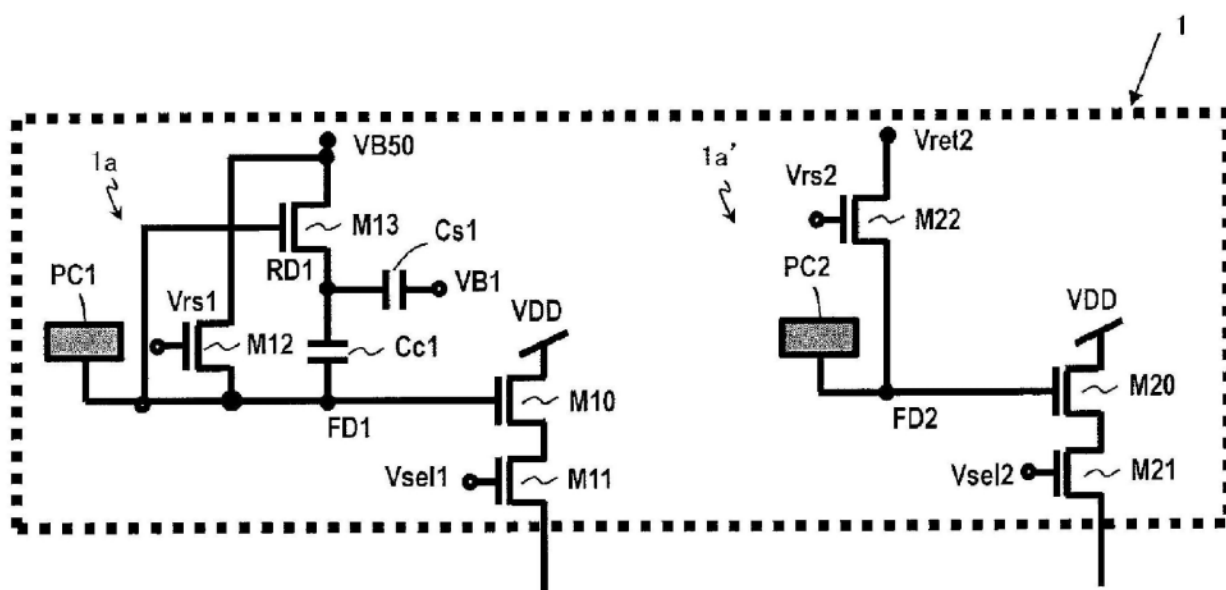 1
1a
VB50
M13
Cs1
RD1
VB1
PC1
Vrs1
M12
Cc1
VDD
M10
FD1
Vsel1
M11
1a'
Vret2
Vrs2
M22
PC2
VDD
M20
FD2
Vsel2
M21